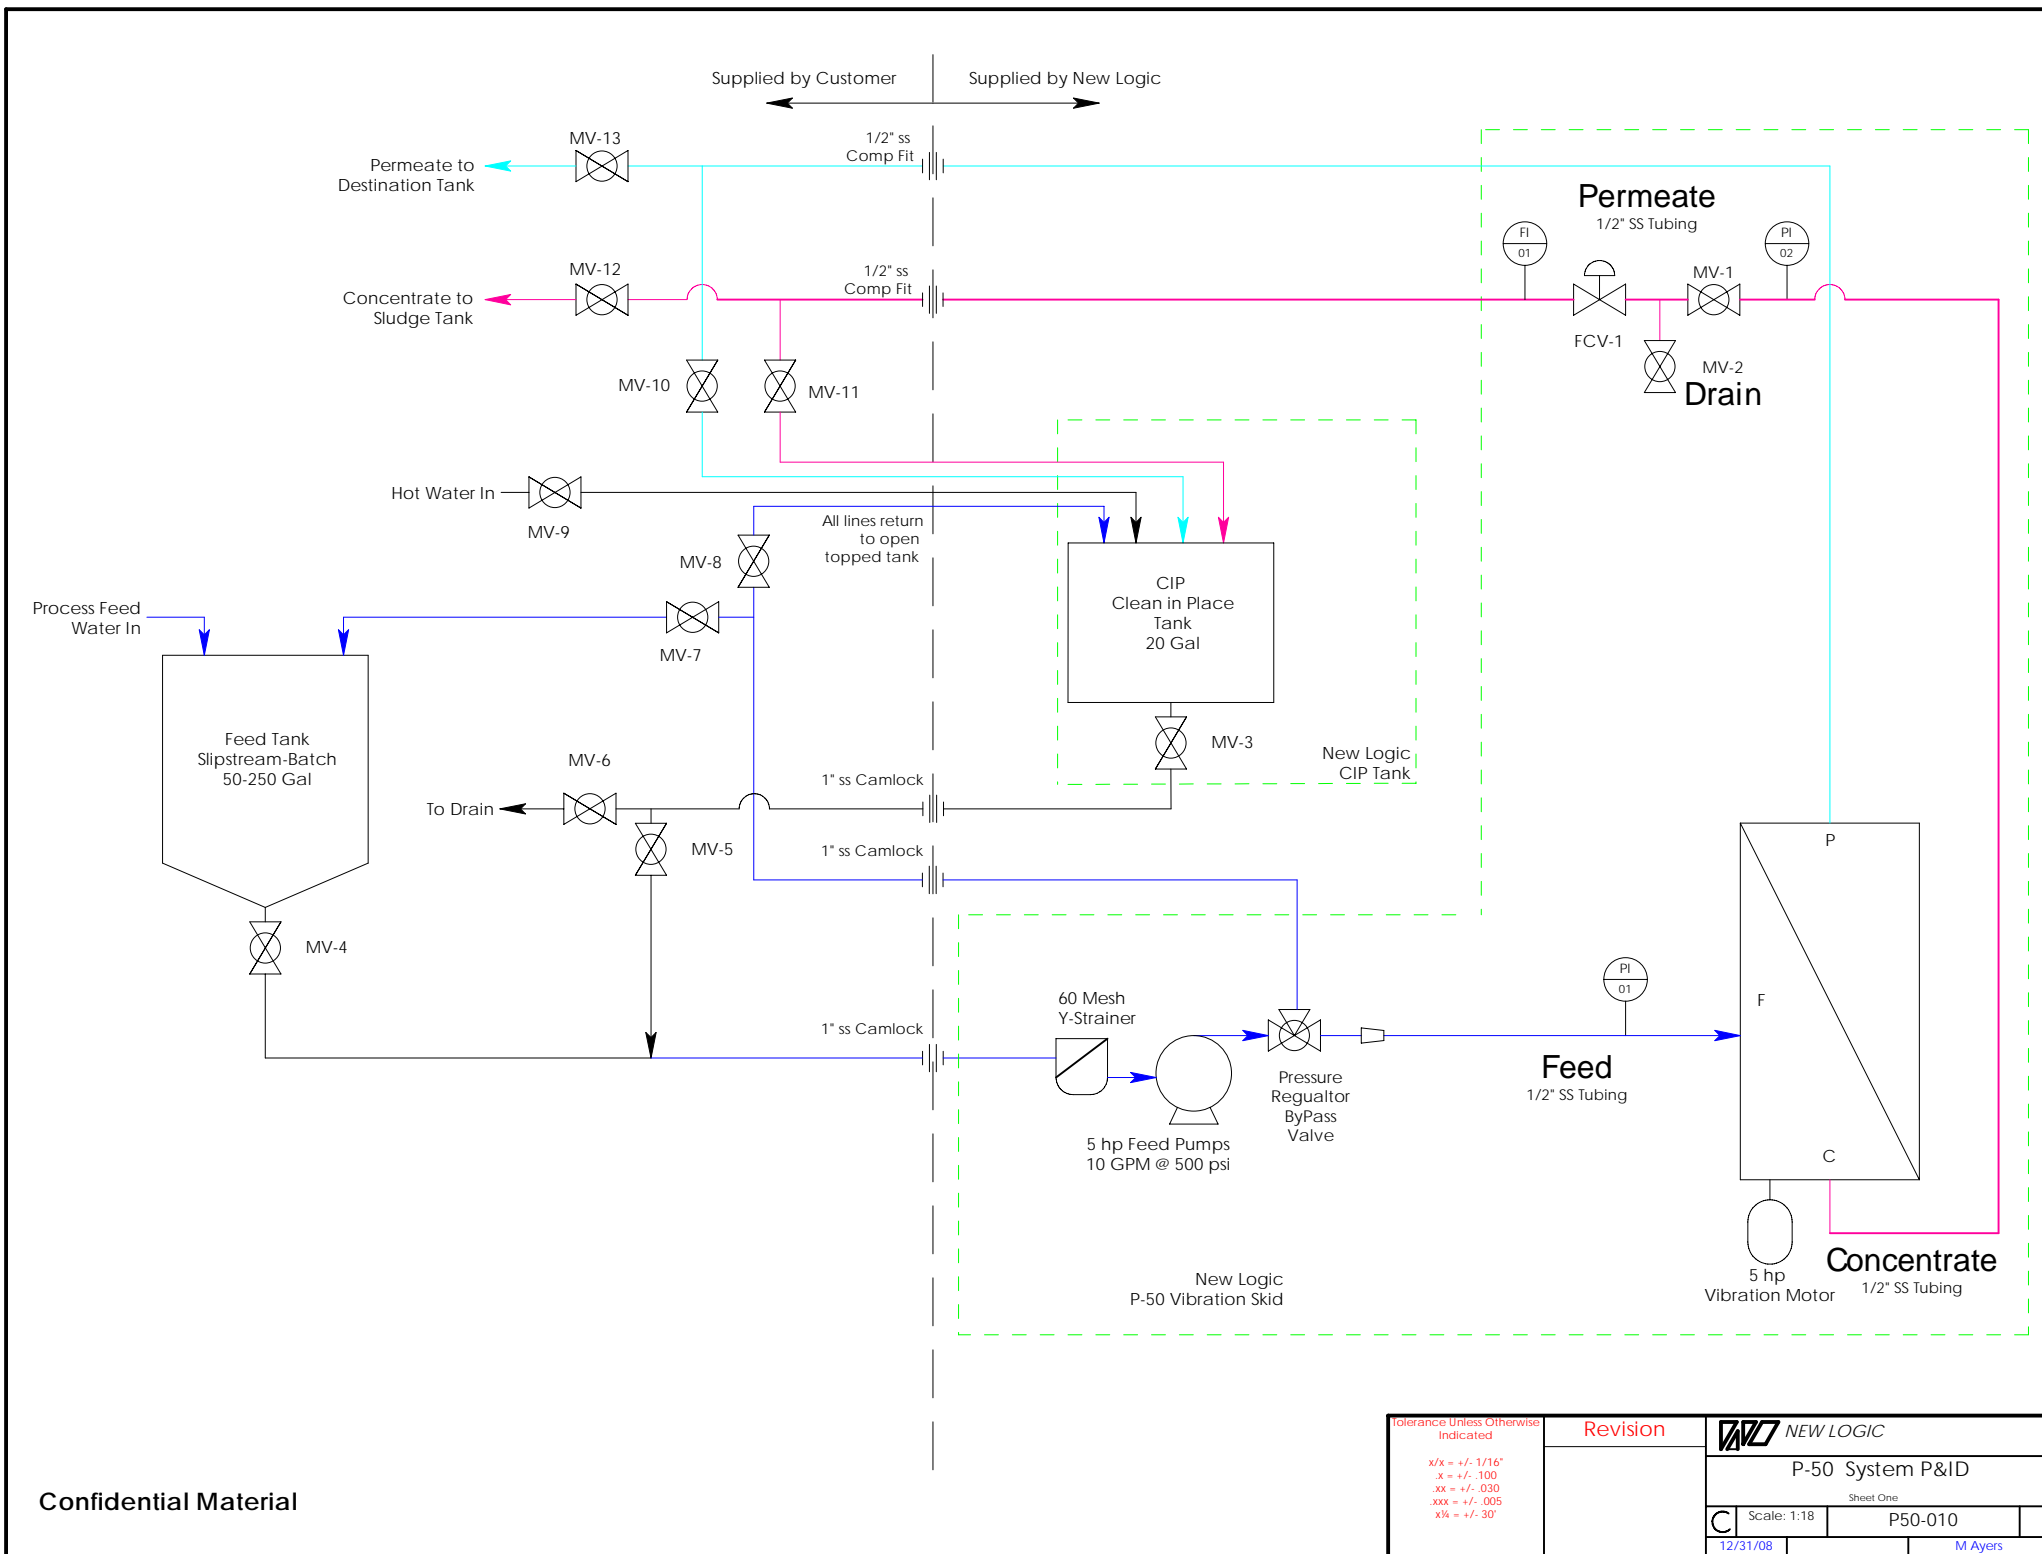 Supplied by Customer
Supplied by New Logic
MV-13
1/2" ss
Comp Fit
Permeate to
Destination Tank
Permeate
1/2" SS Tubing
FI
01
PI
02
MV-12
1/2" ss
Comp Fit
MV-1
Concentrate to
Sludge Tank
FCV-1
MV-2
Drain
MV-10
MV-11
Hot Water In
MV-9
All lines return
to open
topped tank
MV-8
CIP
Clean in Place
Tank
20 Gal
Process Feed
Water In
MV-7
Feed Tank
Slipstream-Batch
50-250 Gal
MV-3
New Logic
CIP Tank
MV-6
1" ss Camlock
To Drain
MV-5
1" ss Camlock
P
F
C
MV-4
PI
01
60 Mesh
Y-Strainer
1" ss Camlock
Feed
1/2" SS Tubing
Pressure
Regualtor
ByPass
Valve
5 hp Feed Pumps
10 GPM @ 500 psi
Concentrate
1/2" SS Tubing
5 hp
Vibration Motor
New Logic
P-50 Vibration Skid
Confidential Material
Tolerance Unless Otherwise
Indicated
x/x = +/- 1/16"
.x = +/- .100
.xx = +/- .030
.xxx = +/- .005
x¼ = +/- 30'
Revision
NEW LOGIC
P-50 System P&ID
Sheet One
C
Scale: 1:18
P50-010
12/31/08
M Ayers